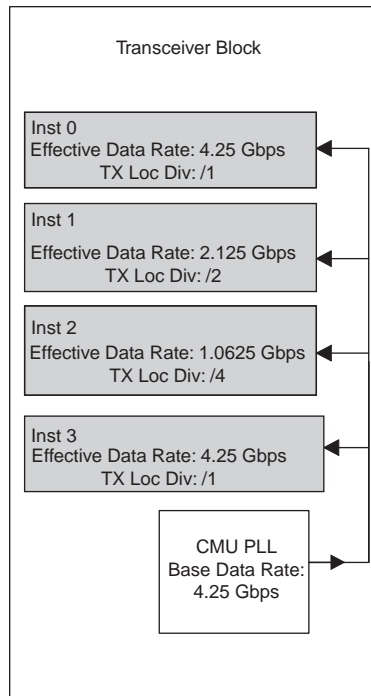 Transceiver Block
Inst 0
Effective Data Rate: 4.25 Gbps
TX Loc Div: /1
Inst 1
Effective Data Rate: 2.125 Gbps
TX Loc Div: /2
Inst 2
Effective Data Rate: 1.0625 Gbps
TX Loc Div: /4
Inst 3
Effective Data Rate: 4.25 Gbps
TX Loc Div: /1
CMU PLL
Base Data Rate:
4.25 Gbps